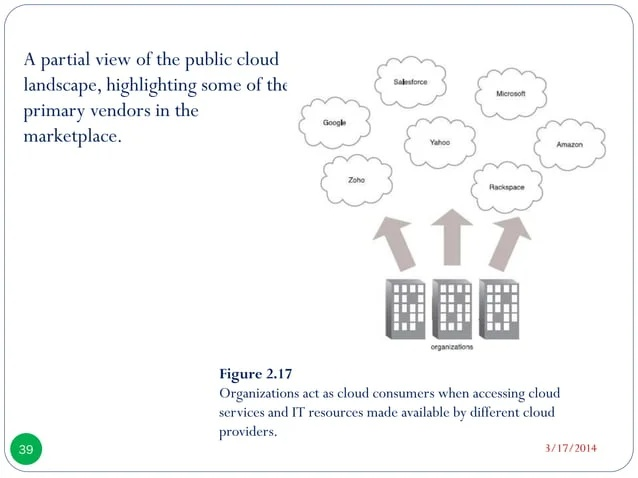 A partial view of the public cloud
landscape, highlighting some of the
primary vendors in the
marketplace.
Salesforce
Microsoft
Google
Yahoo
Amazon
Zoho
Rackspace
organizations
Figure 2.17
Organizations act as cloud consumers when accessing cloud
services and IT resources made available by different cloud
providers.
39
3/17/2014